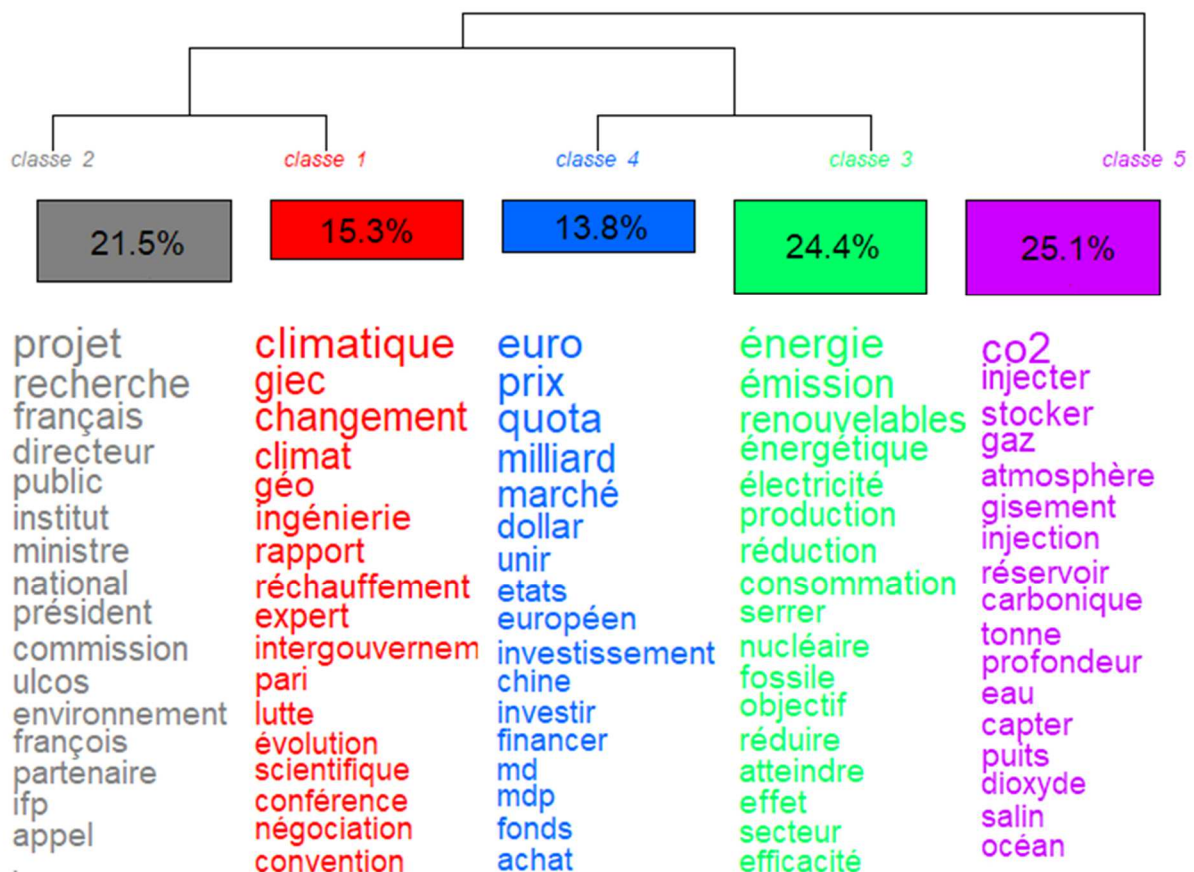 classe 2
classe 1
classe 4
classe 3
classe 5
21.5%
15.3%
13.8%
24.4%
25.1%
projet
recherche
français
directeur
public
institut
ministre
national
président
commission
ulcos
environnement
françois
partenaire
ifp
appel
climatique
giec
changement
climat
géo
ingénierie
rapport
réchauffement
expert
intergouvernem
pari
lutte
évolution
scientifique
conférence
négociation
convention
euro
prix
quota
milliard
marché
dollar
unir
etats
européen
investissement
chine
investir
financer
md
mdp
fonds
achat
énergie
émission
renouvelables
énergétique
électricité
production
réduction
consommation
serrer
nucléaire
fossile
objectif
réduire
atteindre
effet
secteur
efficacité
co2
injecter
stocker
gaz
atmosphère
gisement
injection
réservoir
carbonique
tonne
profondeur
eau
capter
puits
dioxyde
salin
océan